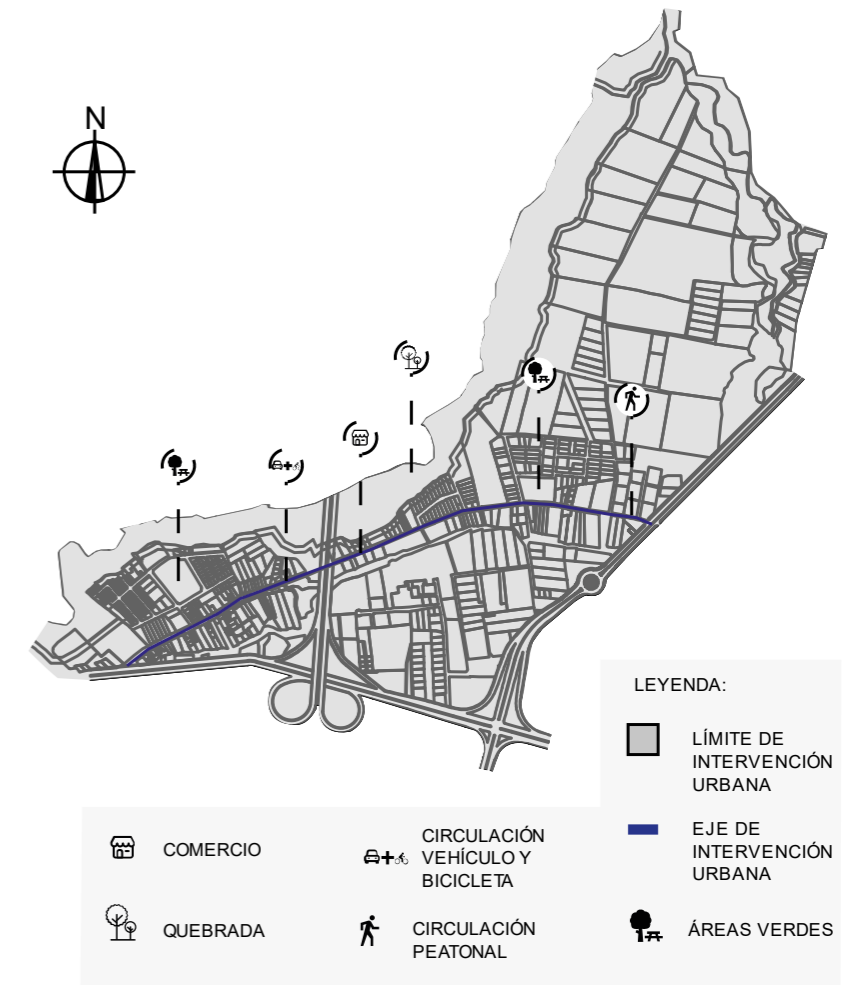 N
LEYENDA:
LÍMITE DE
INTERVENCIÓN
URBANA
EJE DE
INTERVENCIÓN
URBANA
ÁREAS VERDES
COMERCIO
QUEBRADA
CIRCULACIÓN
VEHÍCULO Y
BICICLETA
CIRCULACIÓN
PEATONAL